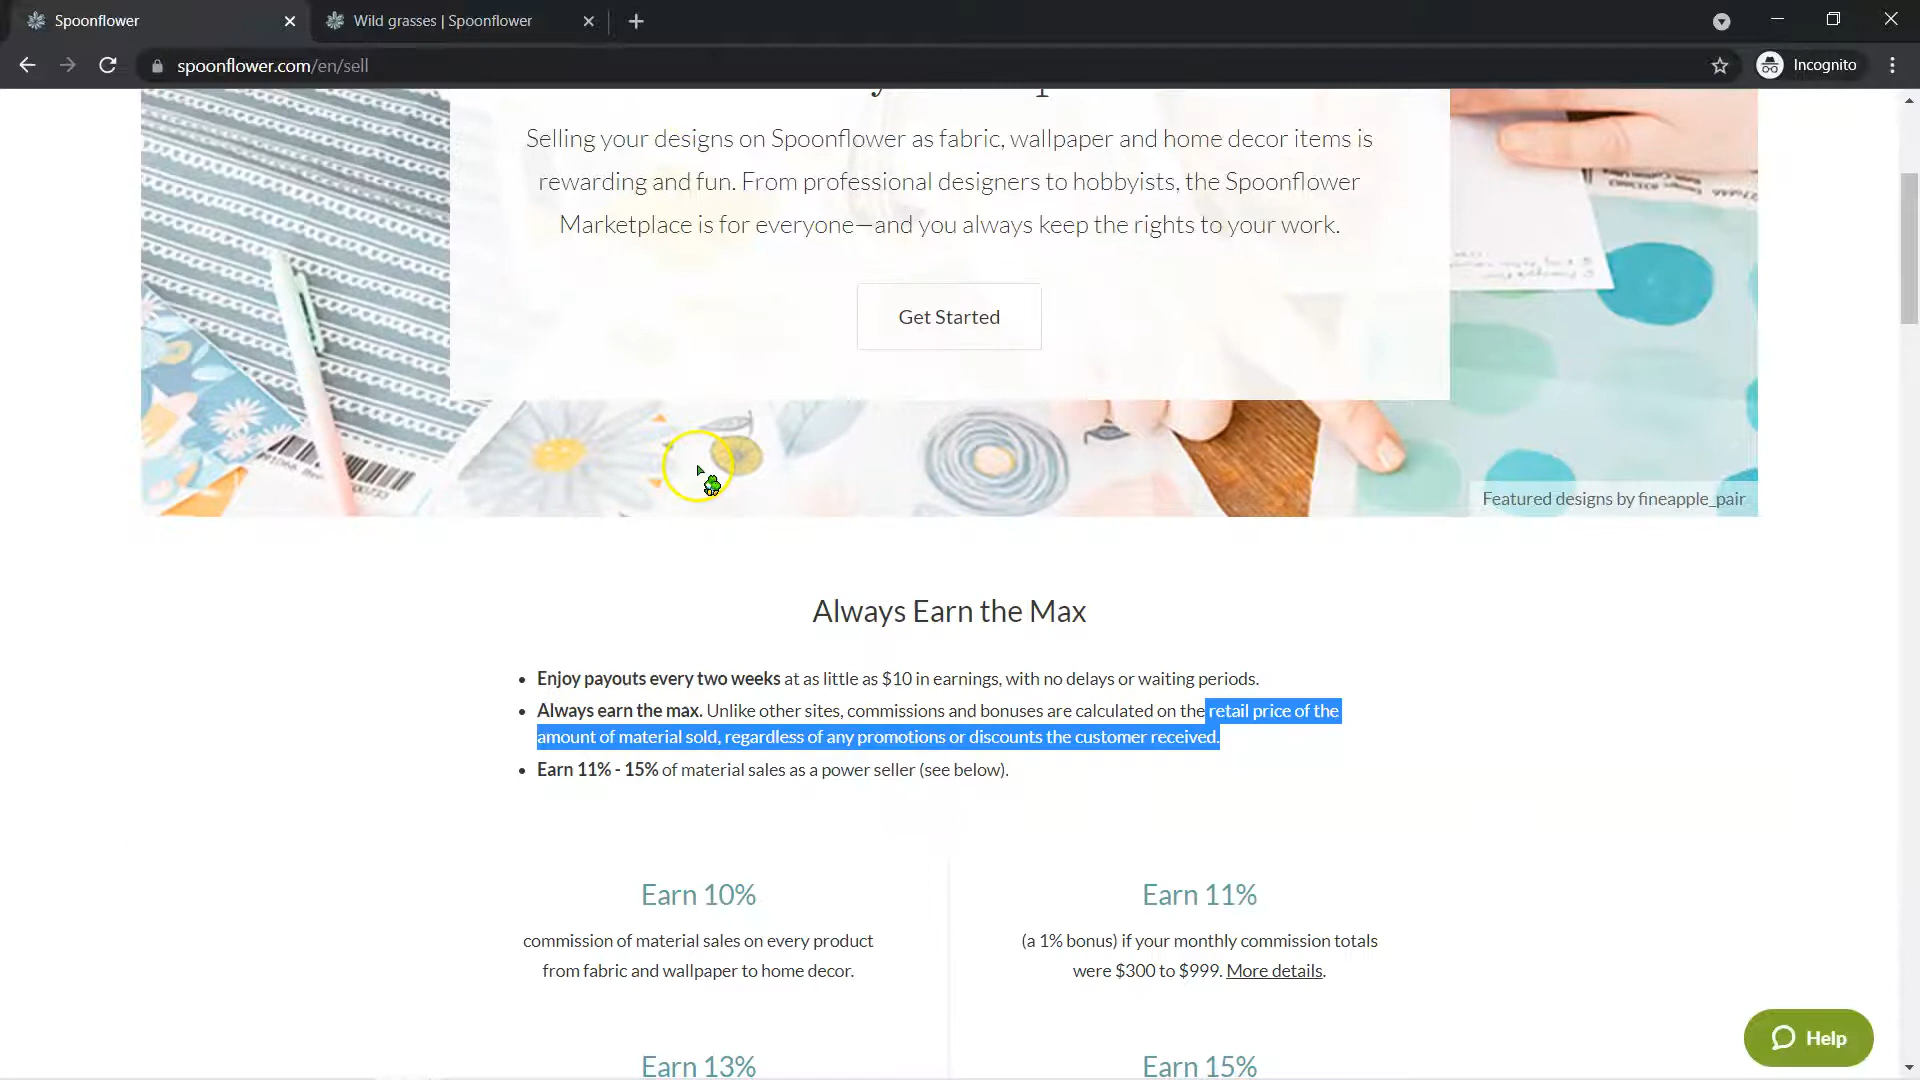 Spoonflower
Wild grasses | Spoonflower
spoonflower.com/en/sell
Incognito
Selling your designs on Spoonflower as fabric, wallpaper and home decor items is
rewarding and fun. From professional designers to hobbyists, the Spoonflower
Marketplace is for everyone—and you always keep the rights to your work.
Get Started
Featured designs by fineapple_pair
Always Earn the Max
• Enjoy payouts every two weeks at as little as $10 in earnings, with no delays or waiting periods.
• Always earn the max. Unlike other sites, commissions and bonuses are calculated on the retail price of the
amount of material sold, regardless of any promotions or discounts the customer received.
• Earn 11% - 15% of material sales as a power seller (see below).
Earn 10%
commission of material sales on every product
from fabric and wallpaper to home decor.
Earn 11%
(a 1% bonus) if your monthly commission totals
were $300 to $999. More details.
Earn 13%
Earn 15%
Help